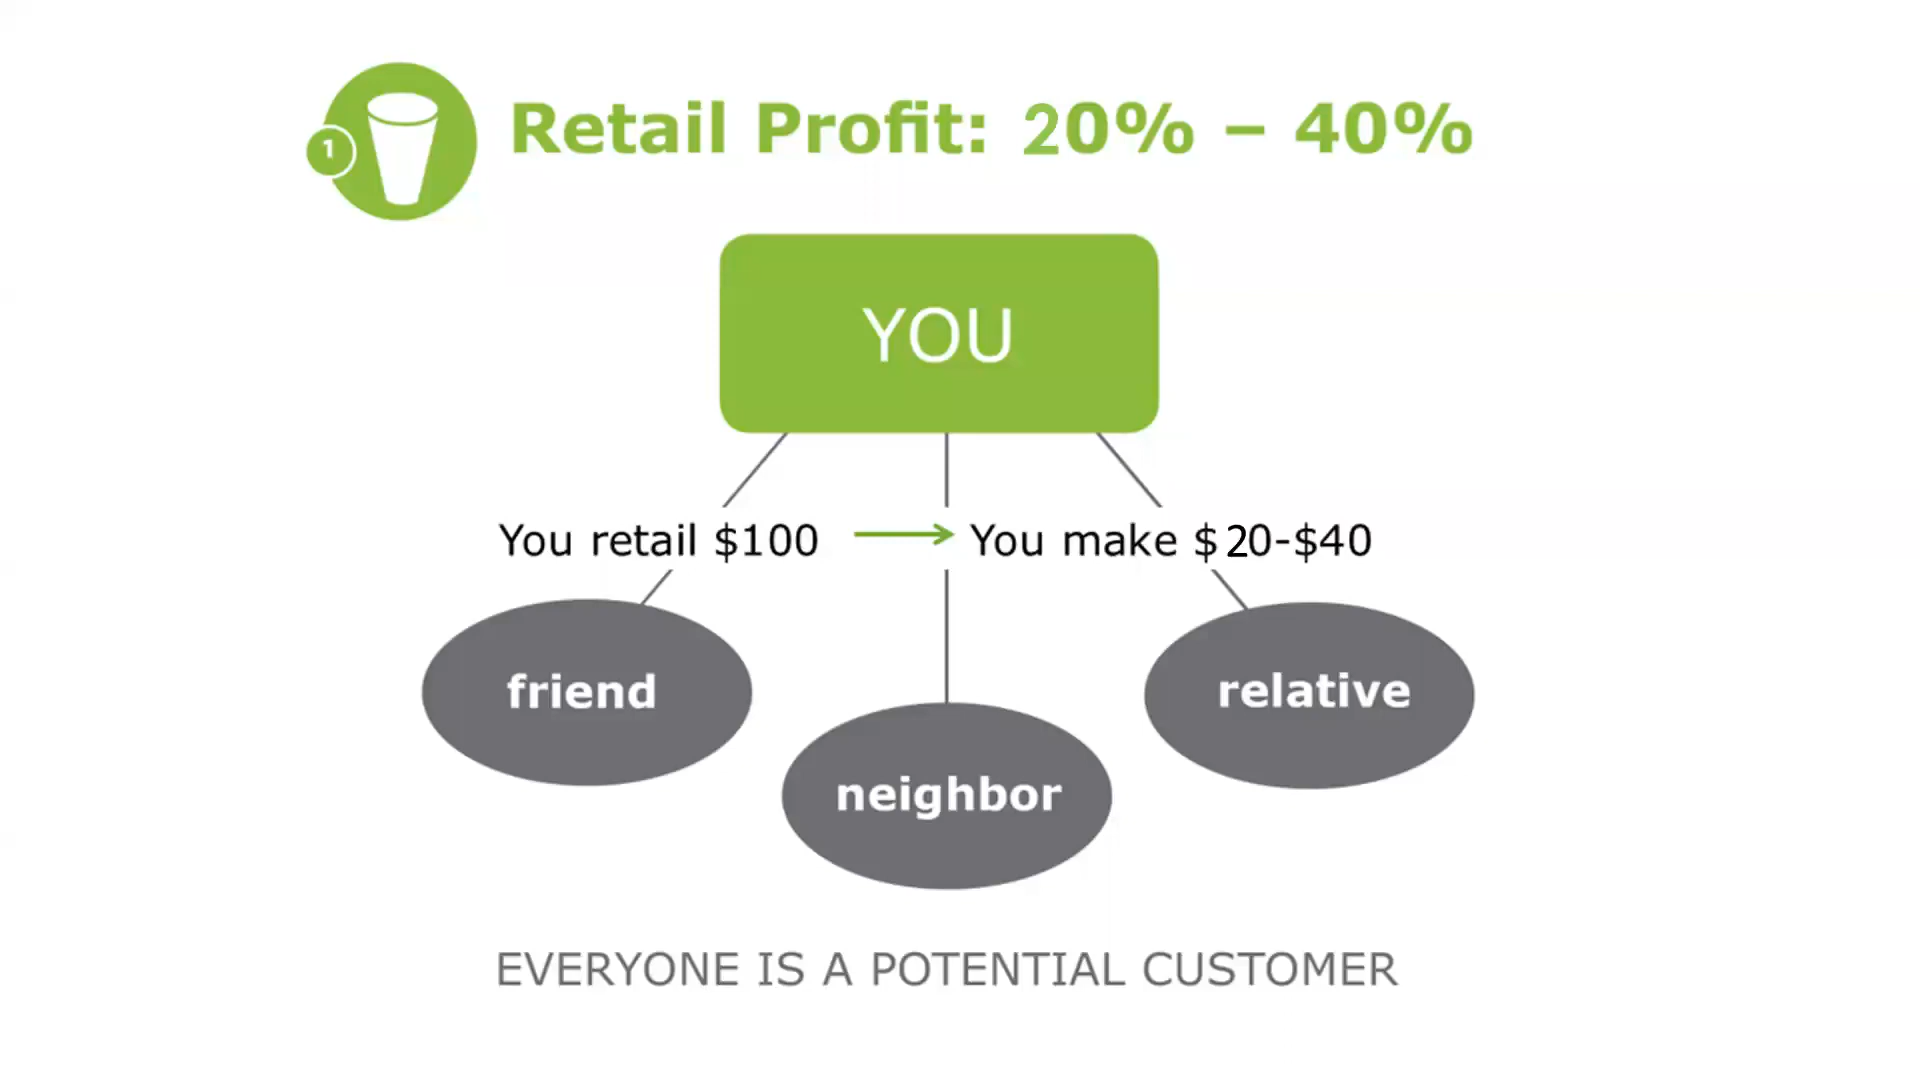 1
Retail Profit: 20% – 40%
YOU
You retail $100 → You make $20-$40
friend
relative
neighbor
EVERYONE IS A POTENTIAL CUSTOMER